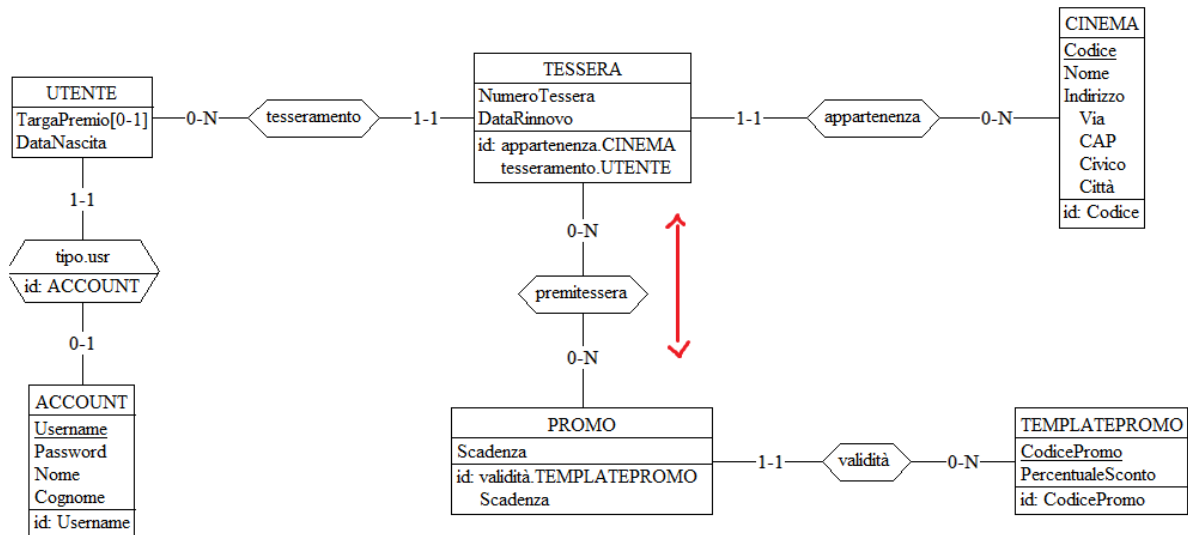 CINEMA
Codice
Nome
Indirizzo
Via
CAP
Civico
Città
id: Codice
TESSERA
NumeroTessera
DataRinnovo
id: appartenenza.CINEMA
tesseramento.UTENTE
UTENTE
TargaPremio[0-1]
DataNascita
0-N
tesseramento
1-1
1-1
appartenenza
0-N
1-1
tipo.usr
id: ACCOUNT
0-1
0-N
premitessera
0-N
ACCOUNT
Username
Password
Nome
Cognome
id: Username
PROMO
Scadenza
id: validità.TEMPLATEPROMO
Scadenza
1-1
validità
0-N
TEMPLATEPROMO
CodicePromo
PercentualeSconto
id: CodicePromo